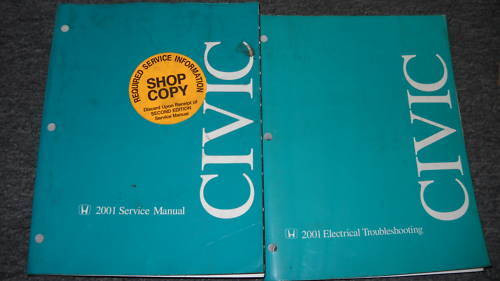 REQUIRED SERVICE INFORMATION
SHOP
COPY
Discard Upon Receipt of
SECOND EDITION
Service Manual
CIVIC
2001 Service Manual
CIVIC
2001 Electrical Troubleshooting